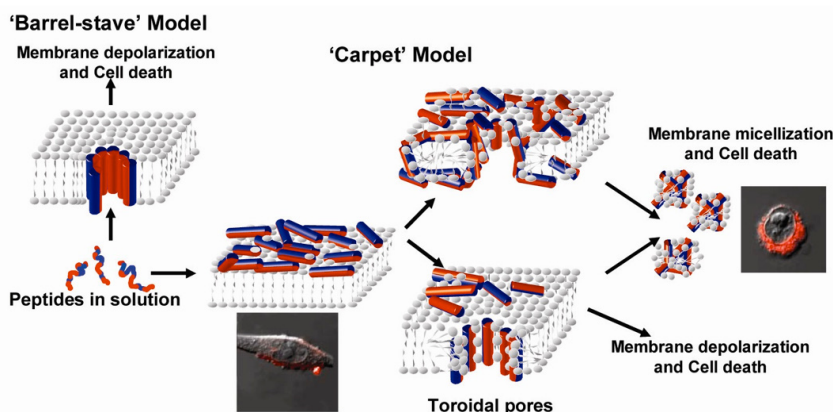 ‘Barrel-stave’ Model
Membrane depolarization
and Cell death
‘Carpet’ Model
Membrane micellization
and Cell death
Peptides in solution
Membrane depolarization
and Cell death
Toroidal pores